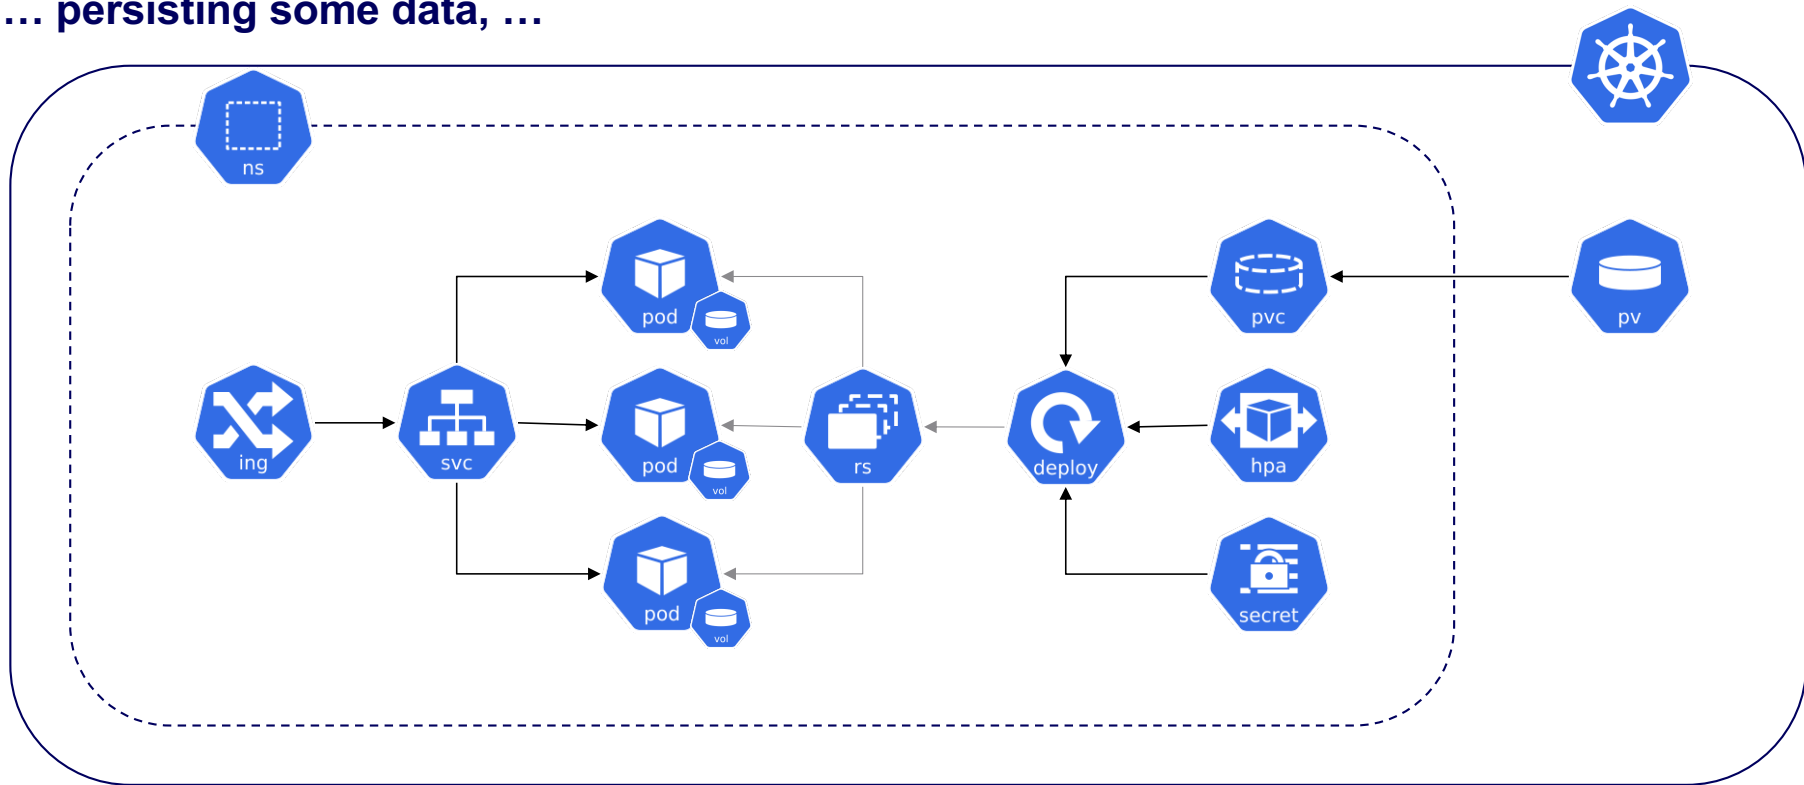 … persisting some data, …
ns
pod
vol
pvc
pv
ing
svc
pod
vol
rs
deploy
hpa
pod
vol
secret